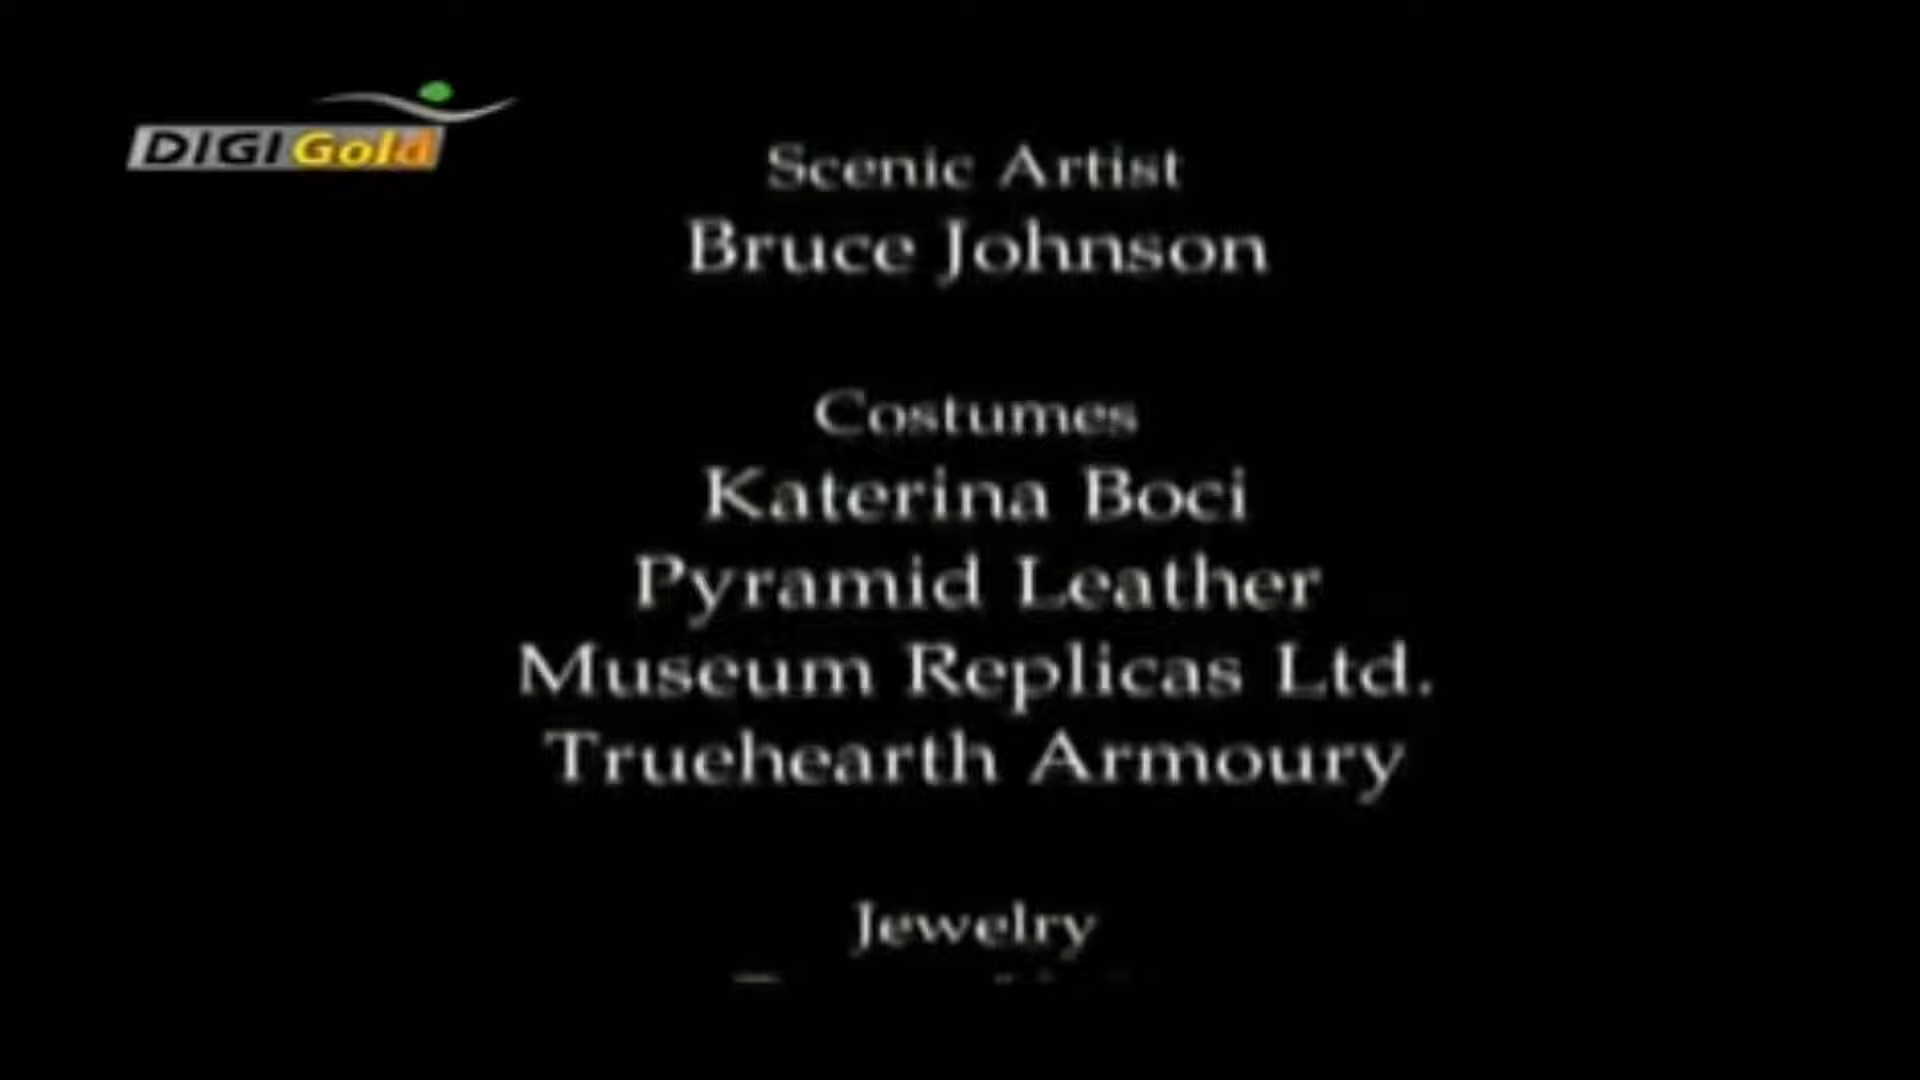 DIGI Gold
Scenic Artist
Bruce Johnson
Costumes
Katerina Boci
Pyramid Leather
Museum Replicas Ltd.
Truehearth Armoury
Jewelry